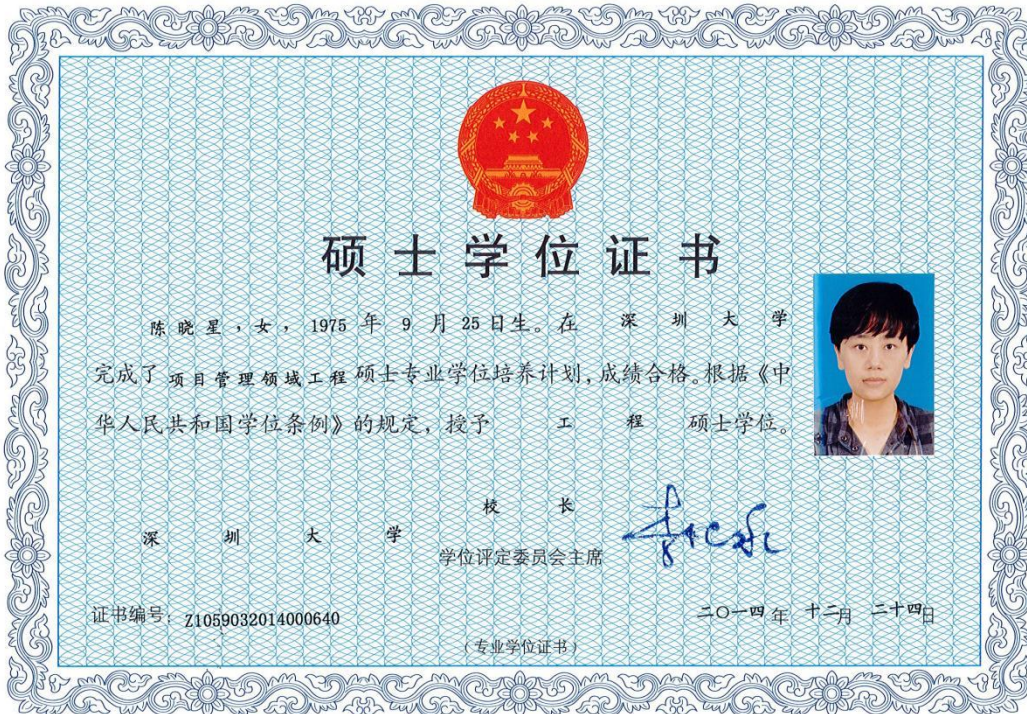 硕士学位证书
陈晓星，女，1975 年 9 月 25 日生。在 深圳大学
完成了 项目管理领域工程 硕士专业学位培养计划，成绩合格。根据《中
华人民共和国学位条例》的规定，授予 工程 硕士学位。
校长
深圳大学
学位评定委员会主席
证书编号：Z1059032014000640
二〇一四年 十二月 二十四日
（专业学位证书）